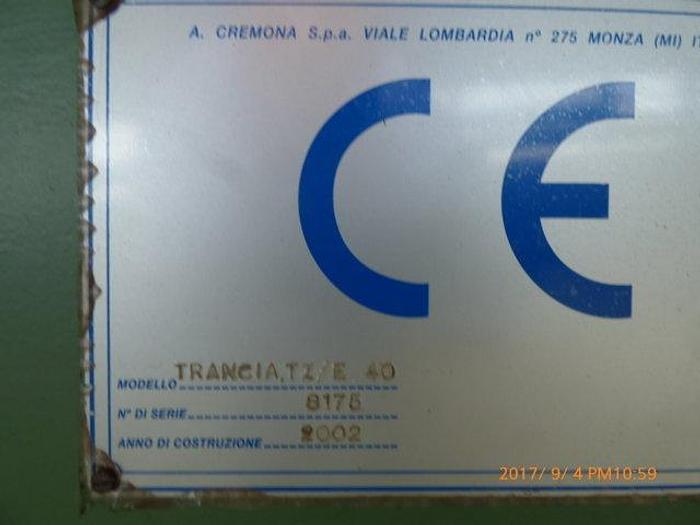 A. CREMONA S.p.a. VIALE LOMBARDIA n° 275 MONZA (MI)
CE
MODELLO TRANCIA,TZ/E 40
N° DI SERIE 8175
ANNO DI COSTRUZIONE 2002
2017/ 9/ 4 PM10:59